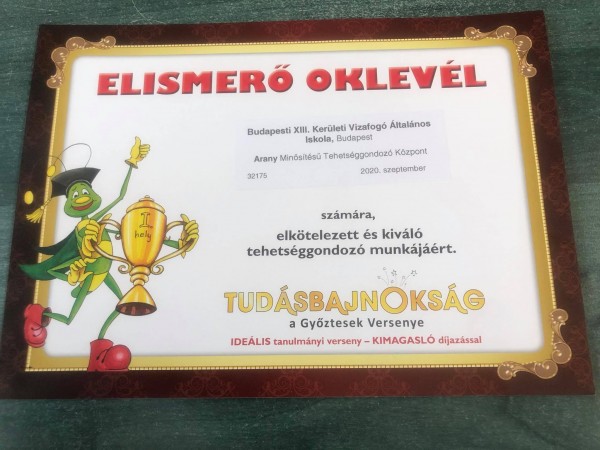 ELISMERŐ OKLEVÉL
Budapesti XIII. Kerületi Vizafogó Általános
Iskola, Budapest
Arany Minősítésű Tehetséggondozó Központ
32175 2020. szeptember
I.
hely
számára,
elkötelezett és kiváló
tehetséggondozó munkájáért.
TUDÁSBAJNOKSÁG
a Győztesek Versenye
IDEÁLIS tanulmányi verseny – KIMAGASLÓ díjazással